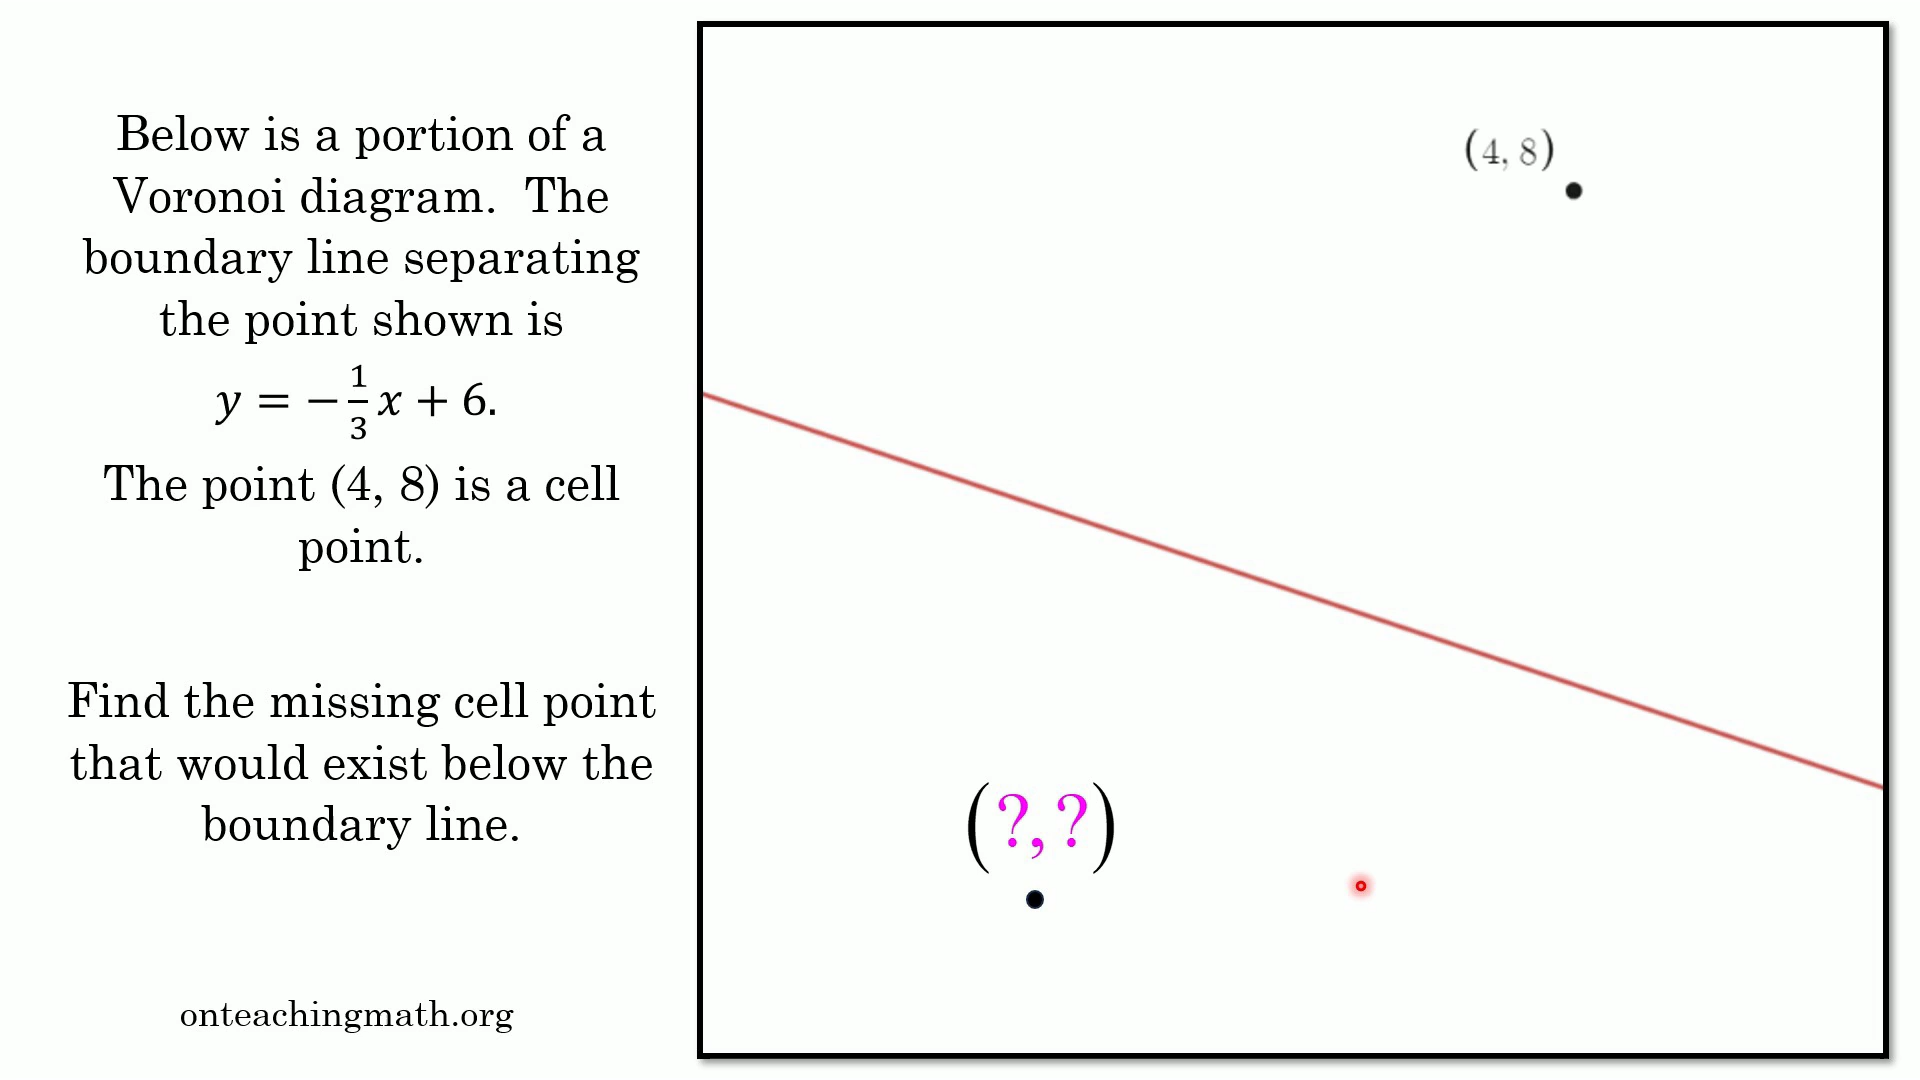 Below is a portion of a
Voronoi diagram.  The
boundary line separating
the point shown is
y = −1/3 x + 6.
The point (4, 8) is a cell
point.
Find the missing cell point
that would exist below the
boundary line.
onteachingmath.org
(4, 8)
(?,?)